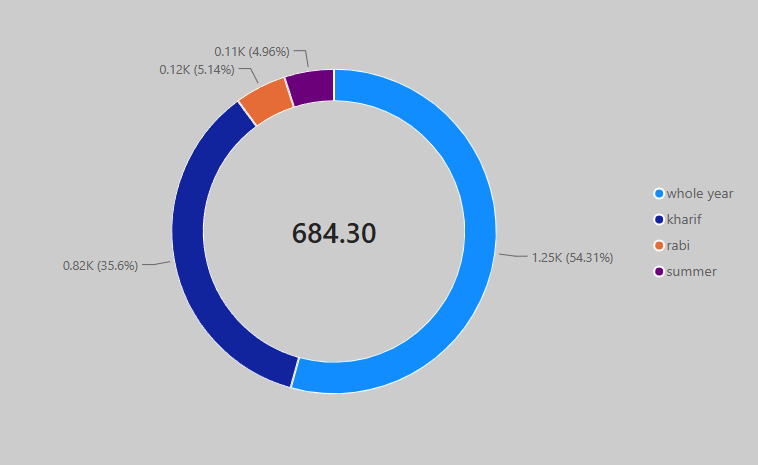 0.11K (4.96%)
0.12K (5.14%)
684.30
0.82K (35.6%)
1.25K (54.31%)
whole year
kharif
rabi
summer